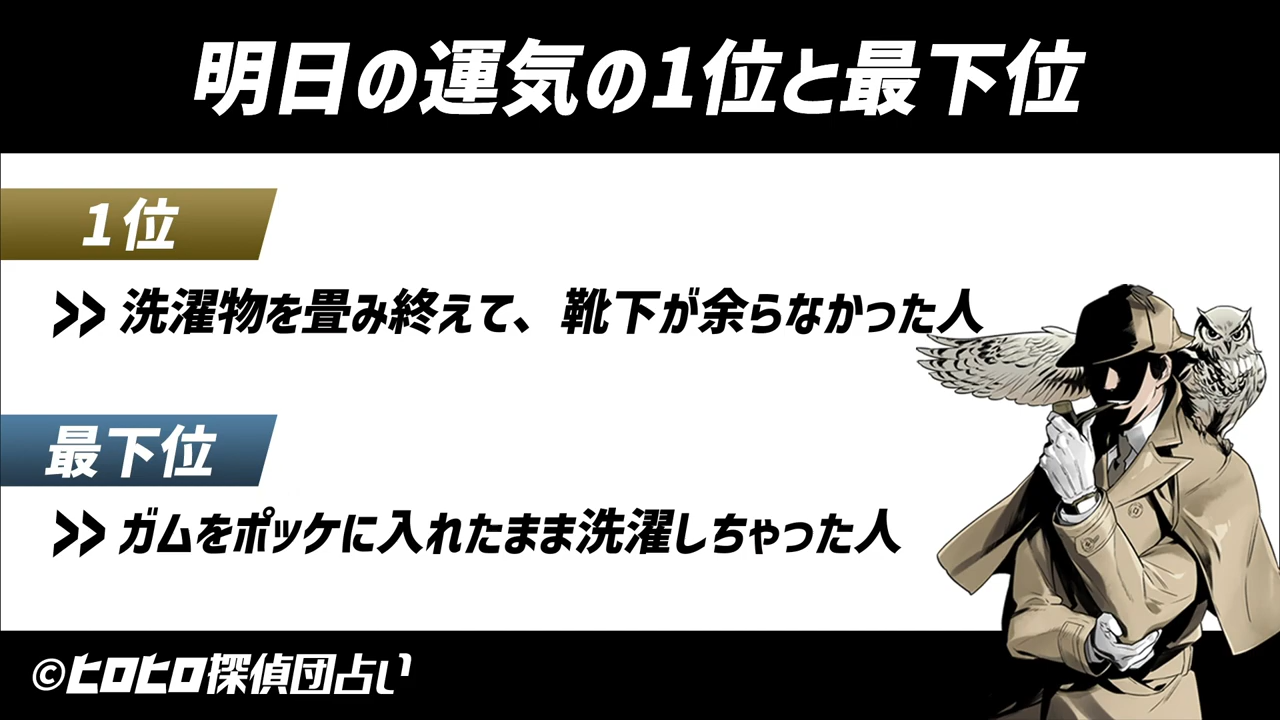 明日の運気の1位と最下位
1位
>> 洗濯物を畳み終えて、靴下が余らなかった人
最下位
>> ガムをポッケに入れたまま洗濯しちゃった人
©ヒロヒロ探偵団占い